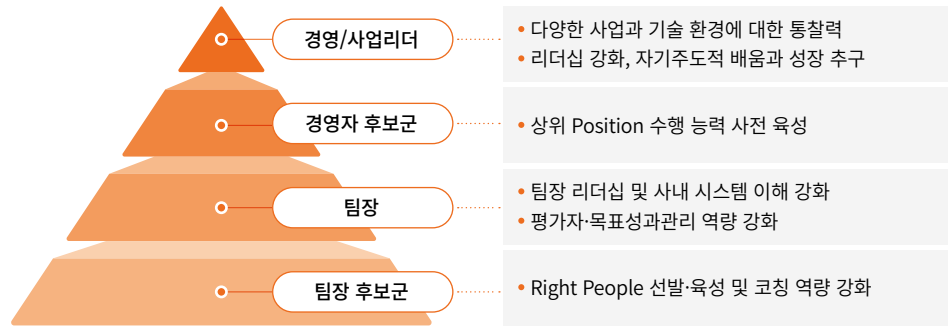 경영/사업리더
• 다양한 사업과 기술 환경에 대한 통찰력
• 리더십 강화, 자기주도적 배움과 성장 추구
경영자 후보군
• 상위 Position 수행 능력 사전 육성
팀장
• 팀장 리더십 및 사내 시스템 이해 강화
• 평가자·목표성과관리 역량 강화
팀장 후보군
• Right People 선발·육성 및 코칭 역량 강화